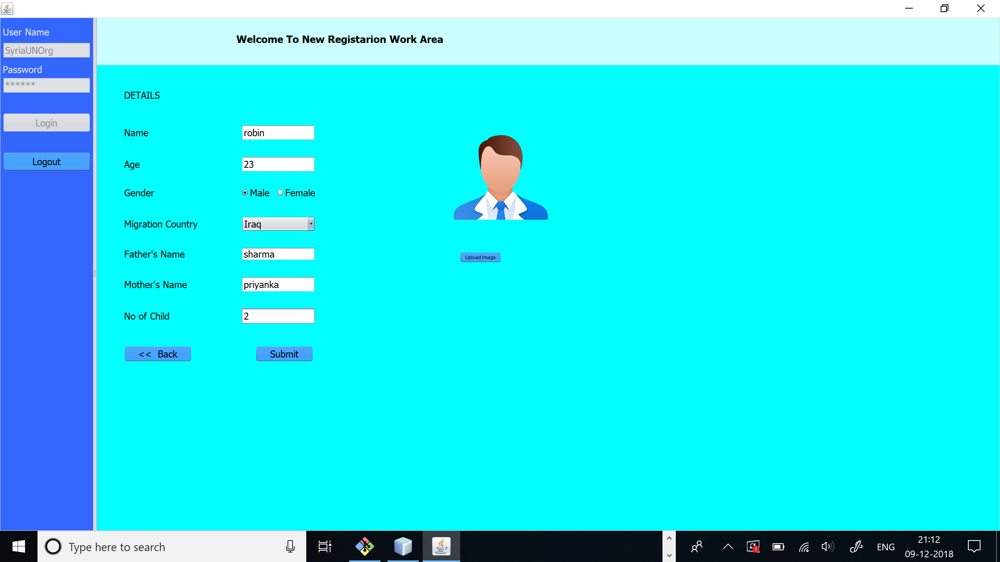 User Name
SyriaUNOrg
Password
******
Login
Logout
Welcome To New Registarion Work Area
DETAILS
Name robin
Age 23
Gender Male Female
Migration Country Iraq
Father's Name sharma
Upload Image
Mother's Name priyanka
No of Child 2
<< Back Submit
Type here to search
ENG
21:12
09-12-2018